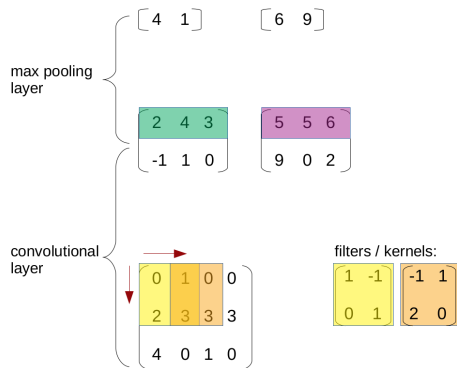 4 1
6 9
max pooling
layer
2 4 3
-1 1 0
5 5 6
9 0 2
convolutional
layer
0 1 0 0
2 3 3 3
4 0 1 0
filters / kernels:
1 -1
0 1
-1 1
2 0